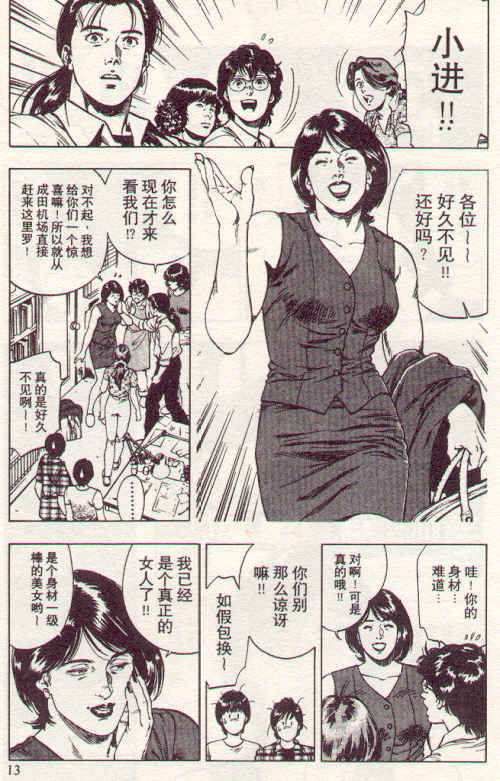 小进!!
各位～～
好久不见!!
还好吗?
你怎么
现在才来
看我们!?
对不起,我想
给你们一个惊
喜嘛!所以就从
成田机场直接
赶来这里罗!
真的是好久
不见咧～!
………
哇!你的
身材…
难道…
对啊!可是
真的哦!!
你们别
那么谅讶
嘛!!
如假包换～
我已经
是个真正的
女人了!!
是个身材一级
棒的美女哟～
13